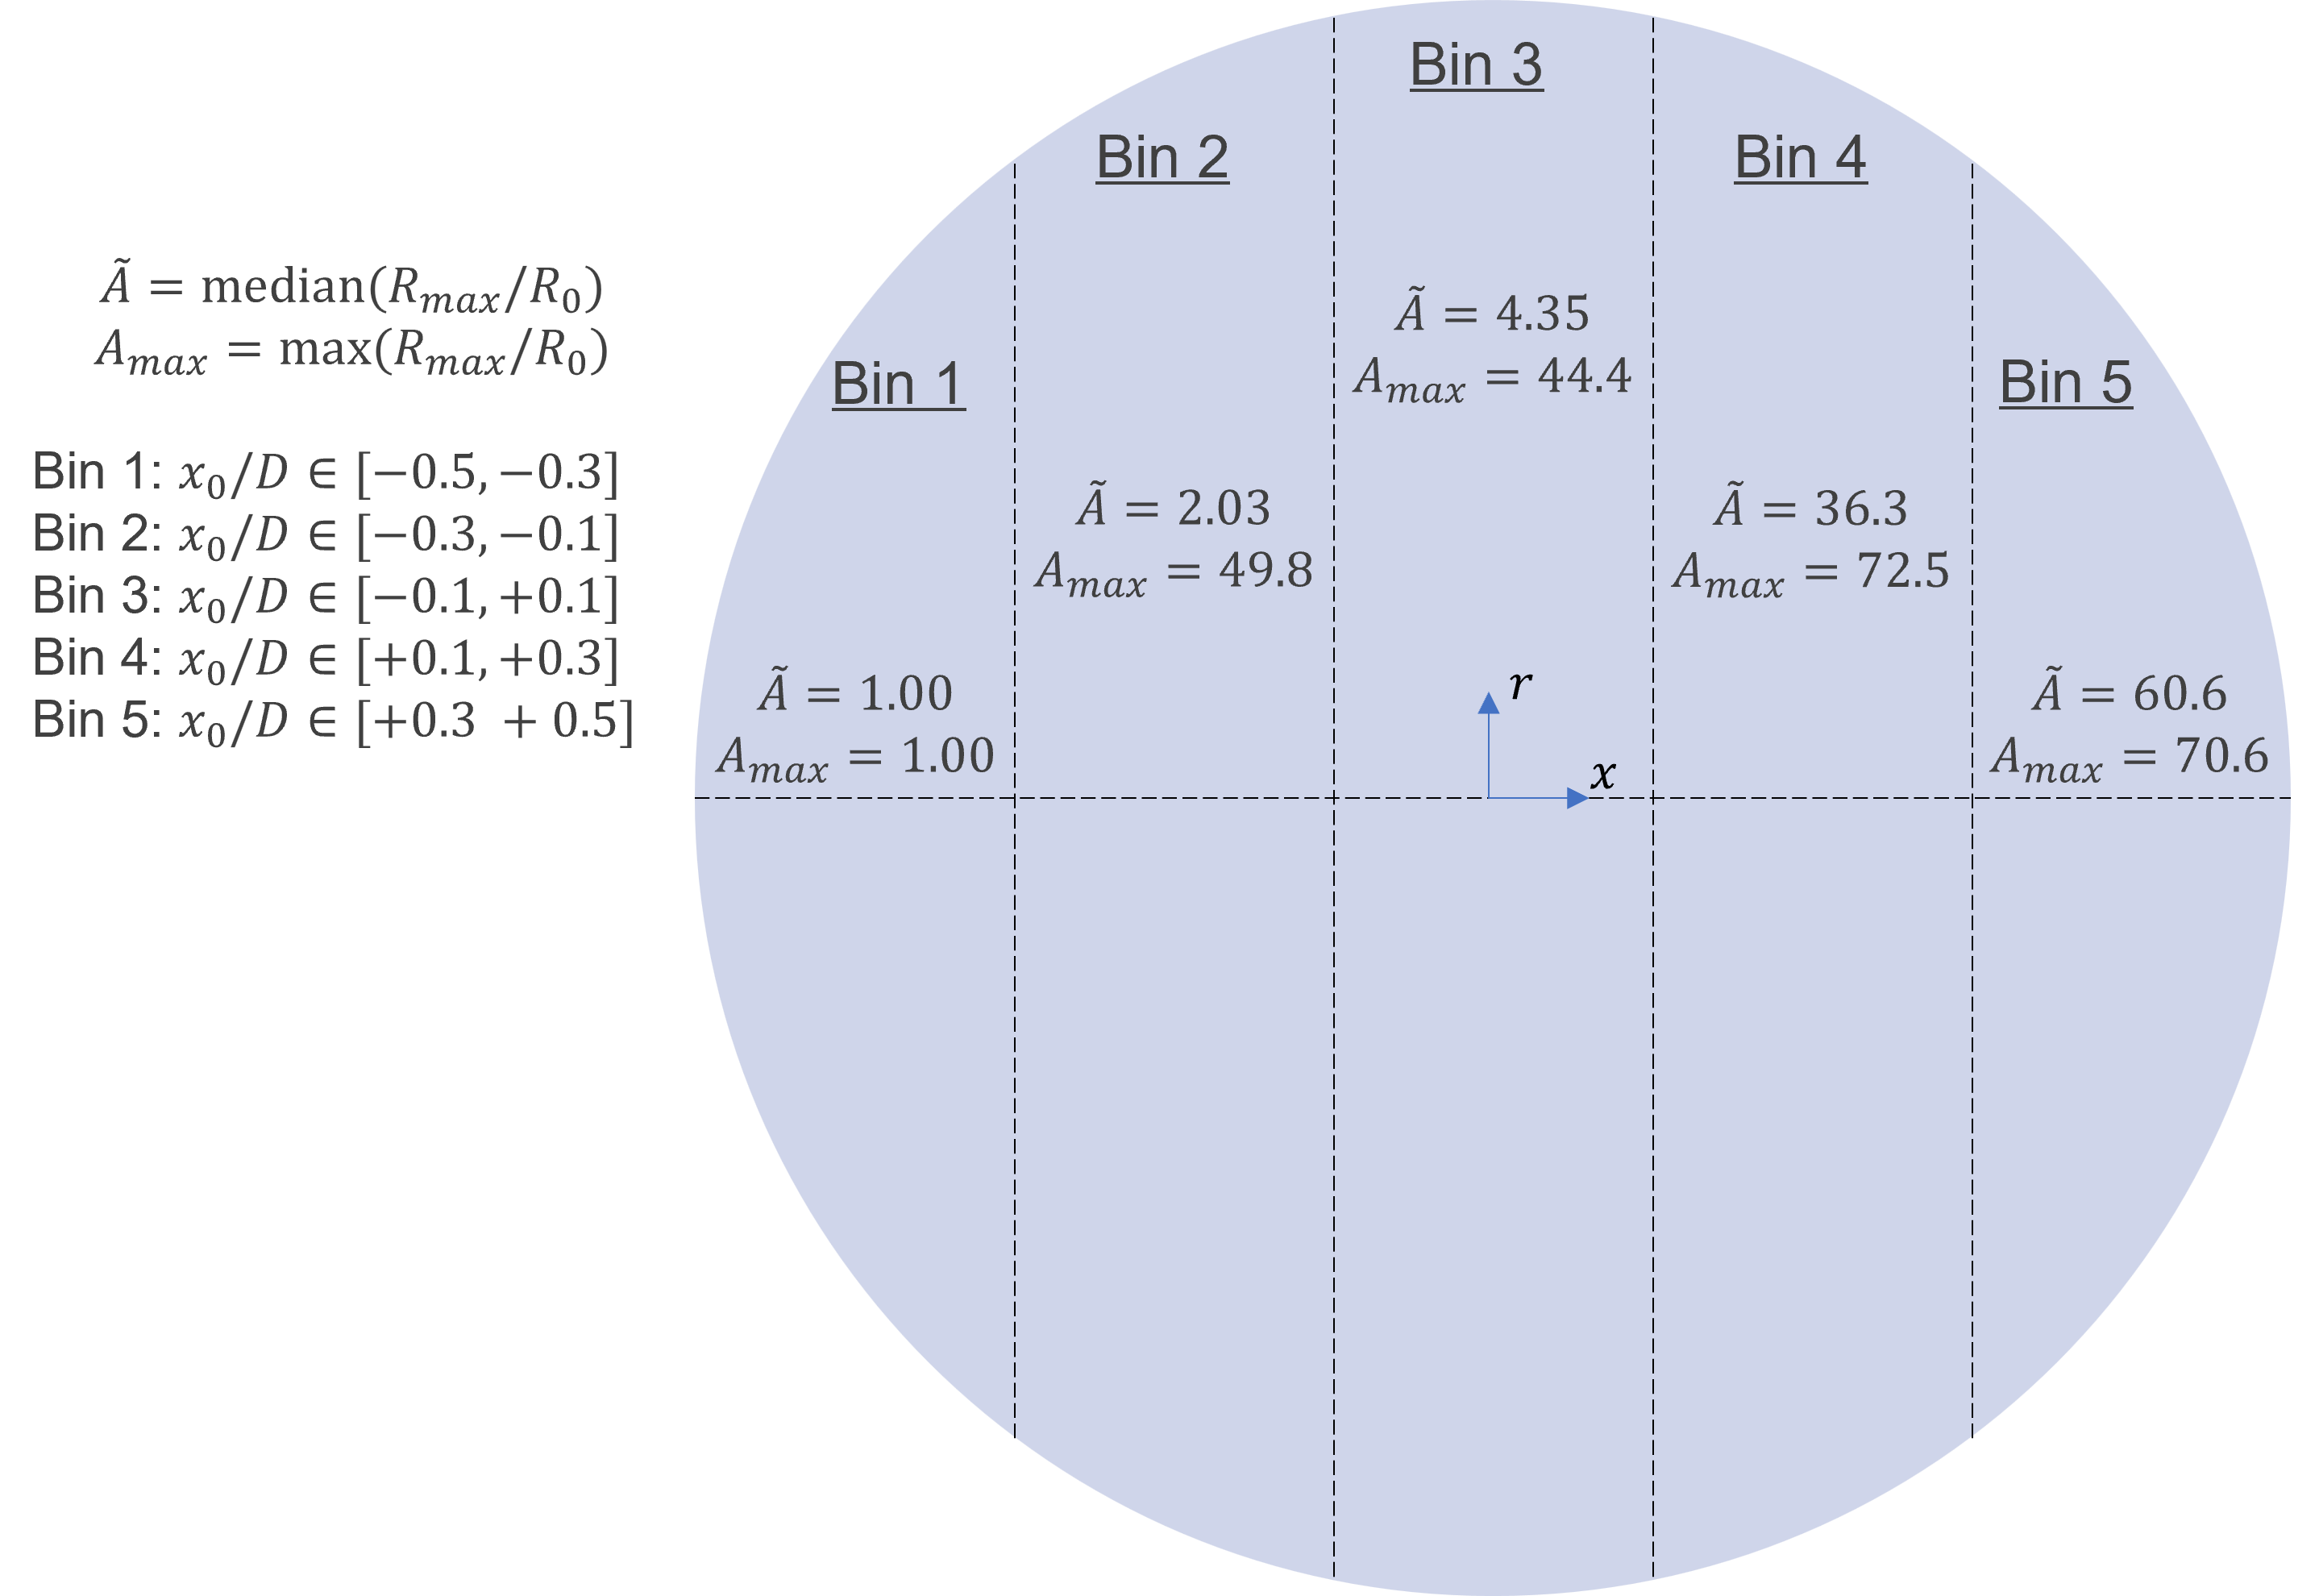 Ã = median(R_max/R_0)
A_max = max(R_max/R_0)
Bin 1: x_0/D ∈ [−0.5, −0.3]
Bin 2: x_0/D ∈ [−0.3, −0.1]
Bin 3: x_0/D ∈ [−0.1, +0.1]
Bin 4: x_0/D ∈ [+0.1, +0.3]
Bin 5: x_0/D ∈ [+0.3 + 0.5]
Bin 1
Ã = 1.00
A_max = 1.00
Bin 2
Ã = 2.03
A_max = 49.8
Bin 3
Ã = 4.35
A_max = 44.4
Bin 4
Ã = 36.3
A_max = 72.5
Bin 5
Ã = 60.6
A_max = 70.6
r
x